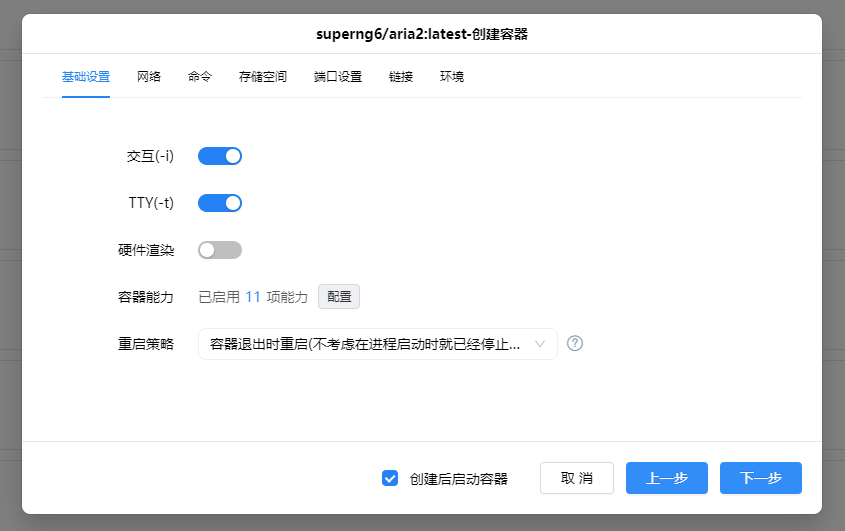 superng6/aria2:latest-创建容器
基础设置 网络 命令 存储空间 端口设置 链接 环境
交互(-i)
TTY(-t)
硬件渲染
容器能力 已启用 11 项能力 配置
重启策略 容器退出时重启(不考虑在进程启动时就已经停止...
创建后启动容器 取 消 上一步 下一步